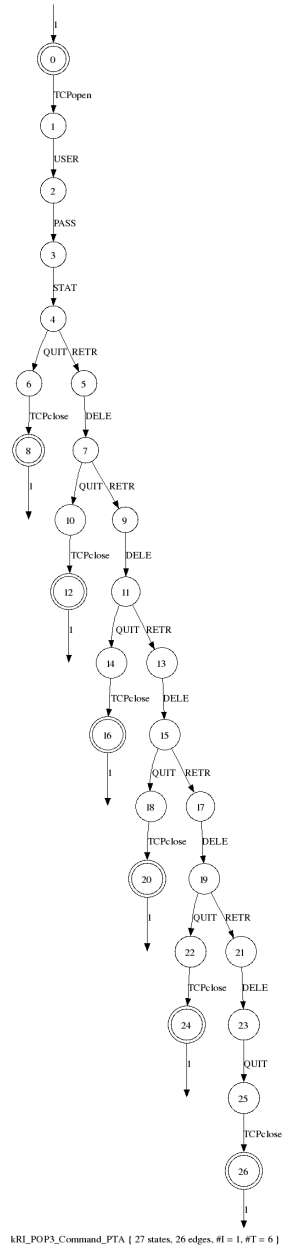 1
0
TCPopen
1
USER
2
PASS
3
STAT
4
QUIT RETR
6 5
TCPclose DELE
8 7
1 QUIT RETR
10 9
TCPclose DELE
12 11
1 QUIT RETR
14 13
TCPclose DELE
16 15
1 QUIT RETR
18 17
TCPclose DELE
20 19
1 QUIT RETR
22 21
TCPclose DELE
24 23
1 QUIT
25
TCPclose
26
1
kRI_POP3_Command_PTA { 27 states, 26 edges, #I = 1, #T = 6 }